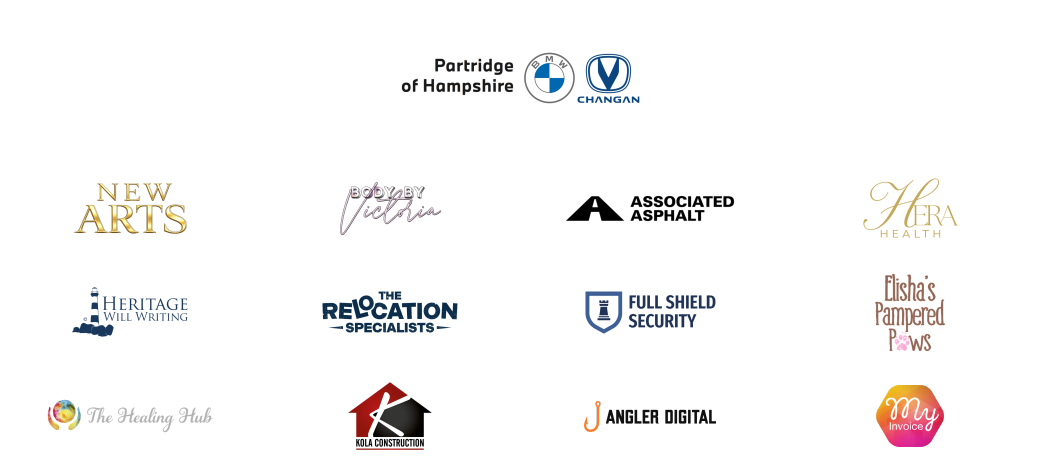 Partridge
of Hampshire
BMW
CHANGAN
NEW
ARTS
BODY BY
Victoria
ASSOCIATED
ASPHALT
HERA
HEALTH
HERITAGE
WILL WRITING
THE
RELOCATION
SPECIALISTS
FULL SHIELD
SECURITY
Elisha's
Pampered
Paws
The Healing Hub
K
KOLA CONSTRUCTION
ANGLER DIGITAL
My
Invoice